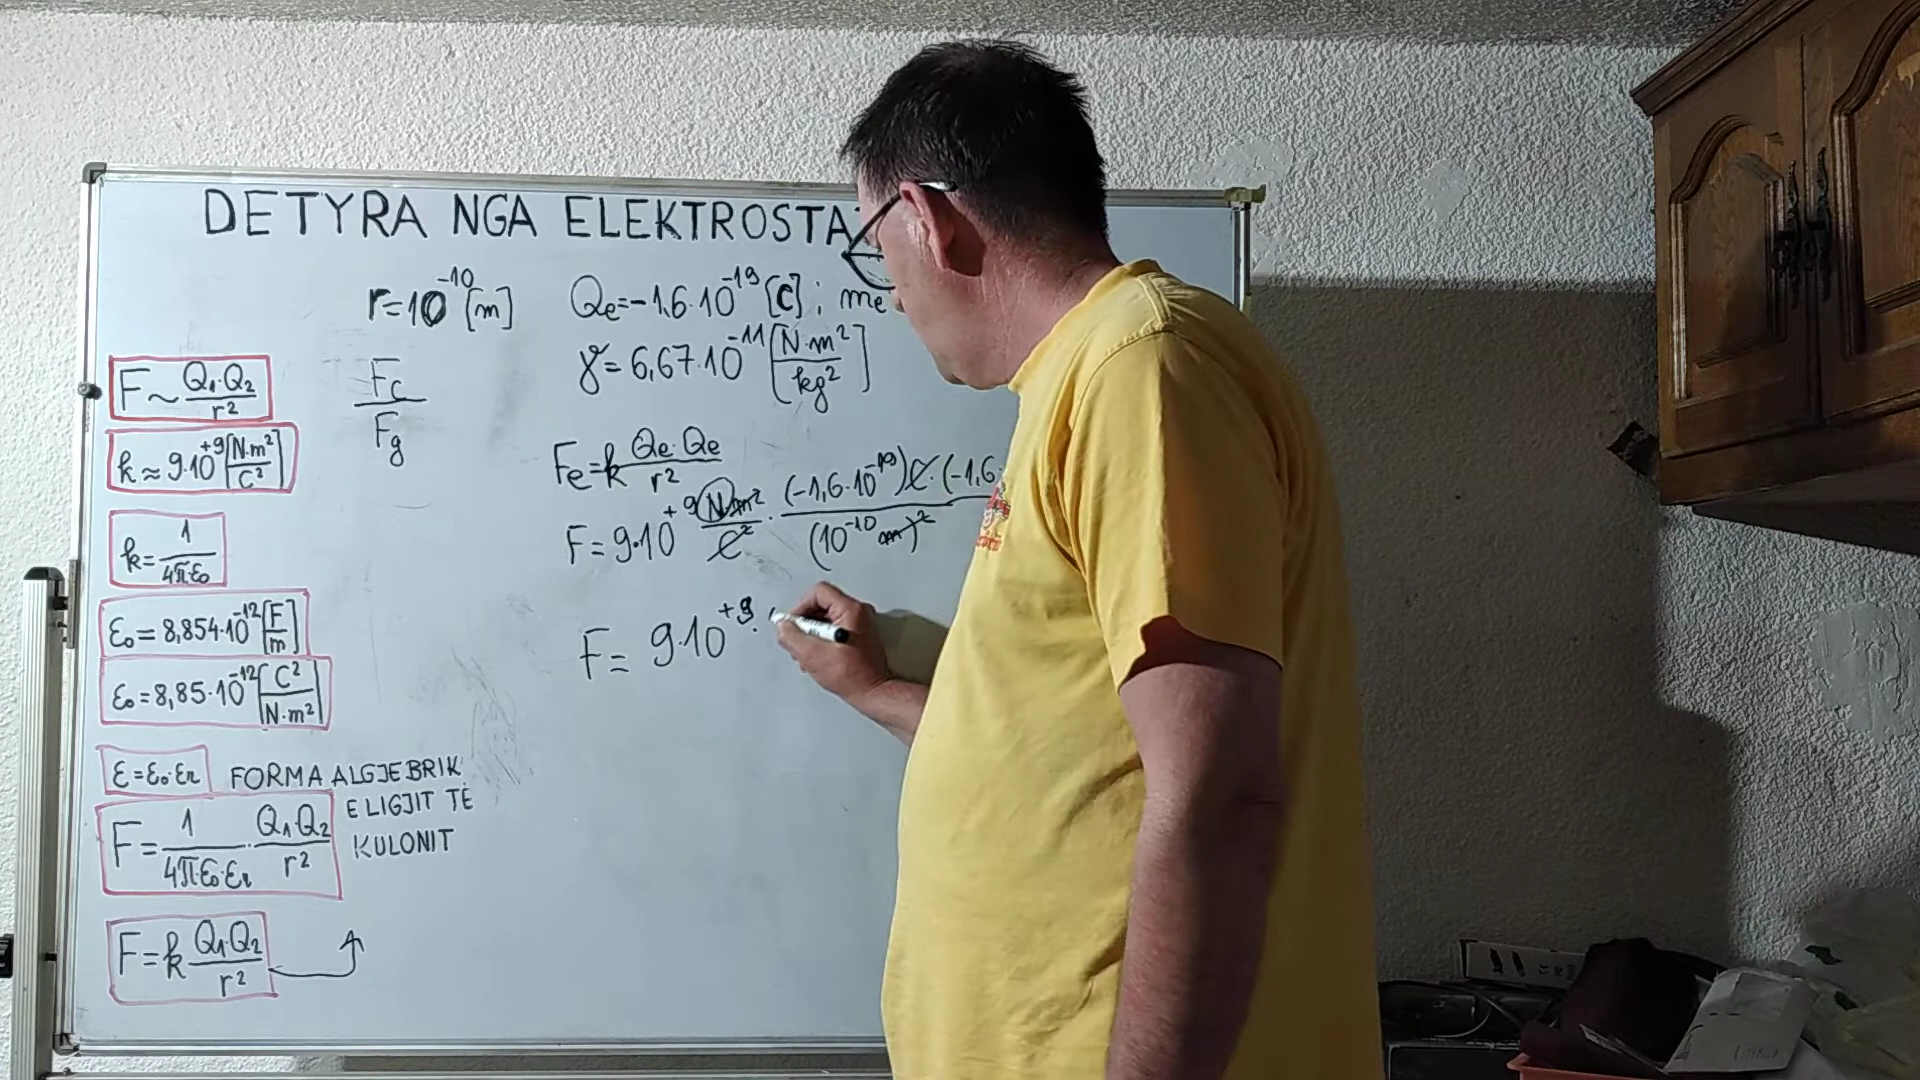 DETYRA NGA ELEKTROSTA
r=10⁻¹⁰[m]
Qe=-1,6·10⁻¹⁹[C]; me
γ=6,67·10⁻¹¹[N·m²/kg²]
F~Q₁·Q₂/r²
Fc/Fg
k≈9·10⁺⁹[N·m²/C²]
Fe=k Qe·Qe/r²
F=9·10⁺⁹ N·m²/C² · (-1,6·10⁻¹⁹)C·(-1,6·/(10⁻¹⁰m)²
k=1/4π·ε₀
F=9·10⁺⁹·
ε₀=8,854·10⁻¹²[F/m]
ε₀=8,85·10⁻¹²[C²/N·m²]
ε=ε₀·εr
FORMA ALGJEBRIKE
E LIGJIT TË
KULONIT
F=1/4π·ε₀·εr · Q₁·Q₂/r²
F=k Q₁·Q₂/r²